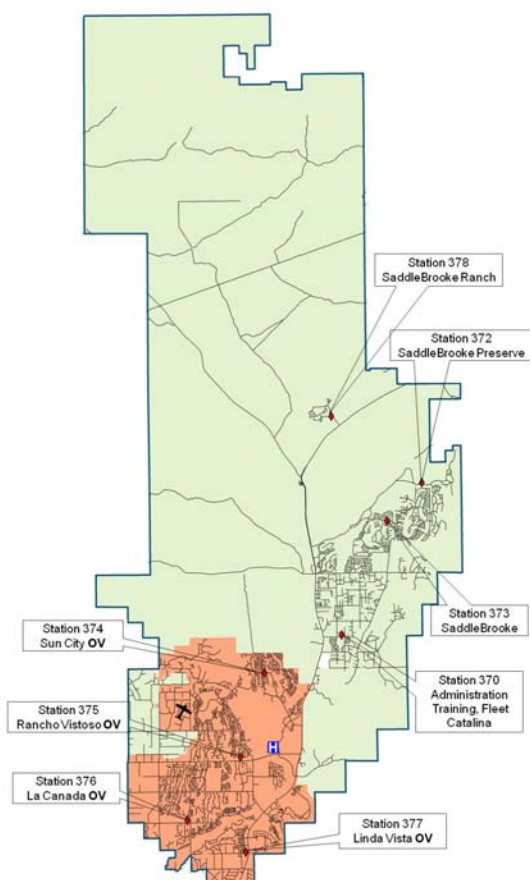 Station 378
SaddleBrooke Ranch
Station 372
SaddleBrooke Preserve
Station 373
SaddleBrooke
Station 374
Sun City OV
Station 370
Administration
Training, Fleet
Catalina
Station 375
Rancho Vistoso OV
H
Station 376
La Canada OV
Station 377
Linda Vista OV